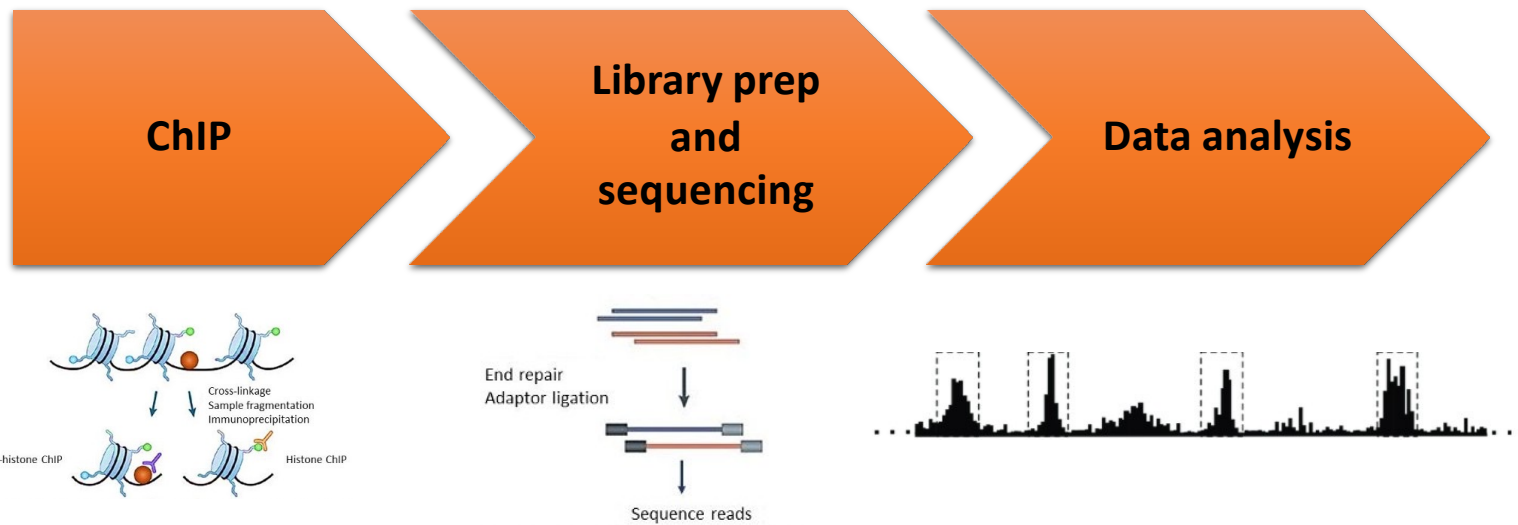 ChIP
Library prep
and
sequencing
Data analysis
Cross-linkage
Sample fragmentation
Immunoprecipitation
-histone ChIP
Histone ChIP
End repair
Adaptor ligation
Sequence reads